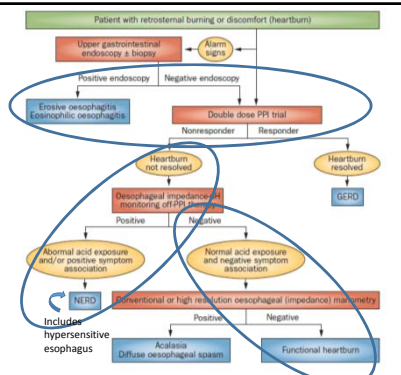 Patient with retrosternal burning or discomfort (heartburn)
Upper gastrointestinal
endoscopy ± biopsy
Alarm
signs
Positive endoscopy
Negative endoscopy
Erosive oesophagitis
Eosinophilic oesophagitis
Double dose PPI trial
Nonresponder
Responder
Heartburn
not resolved
Heartburn
resolved
Oesophageal impedance-pH
monitoring off-PPI therapy
GERD
Positive
Negative
Abormal acid exposure
and/or positive symptom
association
Normal acid exposure
and negative symptom
association
NERD
Conventional or high resolution oesophageal (impedance) manometry
Includes
hypersensitive
esophagus
Positive
Negative
Acalasia
Diffuse oesophageal spasm
Functional heartburn